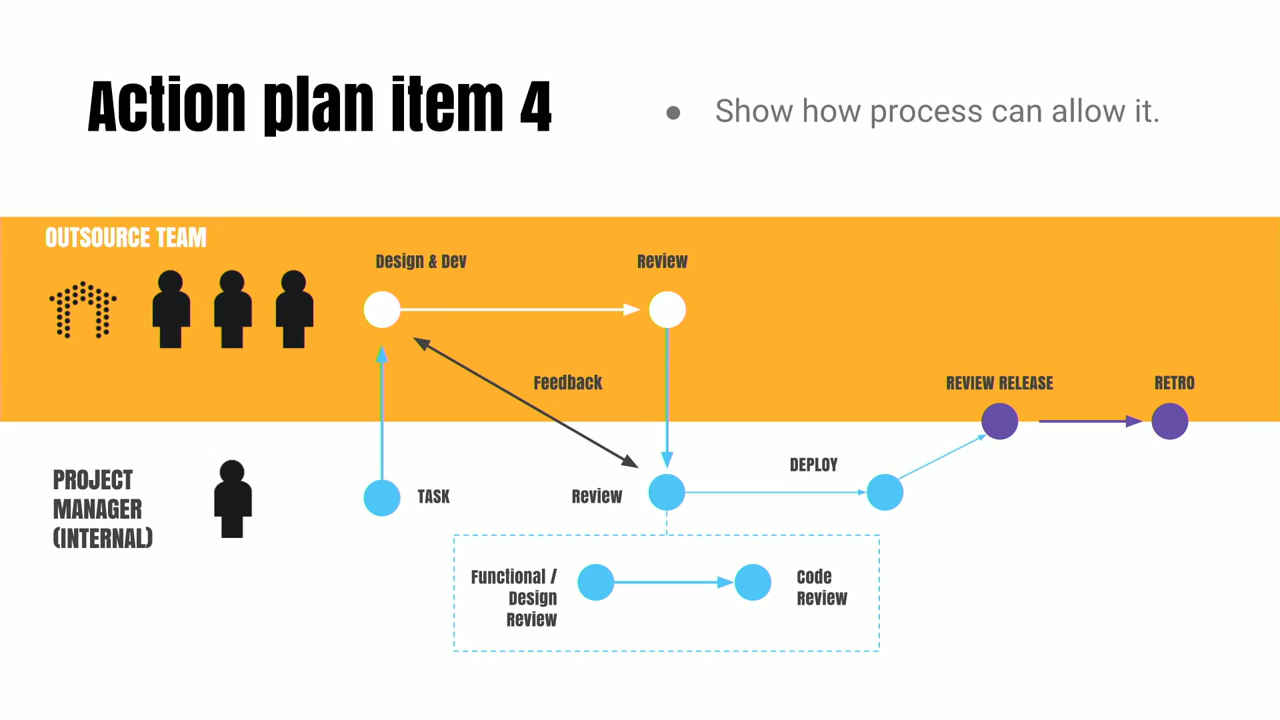 Action plan item 4
● Show how process can allow it.
OUTSOURCE TEAM
Design & Dev
Review
Feedback
REVIEW RELEASE
RETRO
PROJECT
MANAGER
(INTERNAL)
TASK
Review
DEPLOY
Functional /
Design
Review
Code
Review